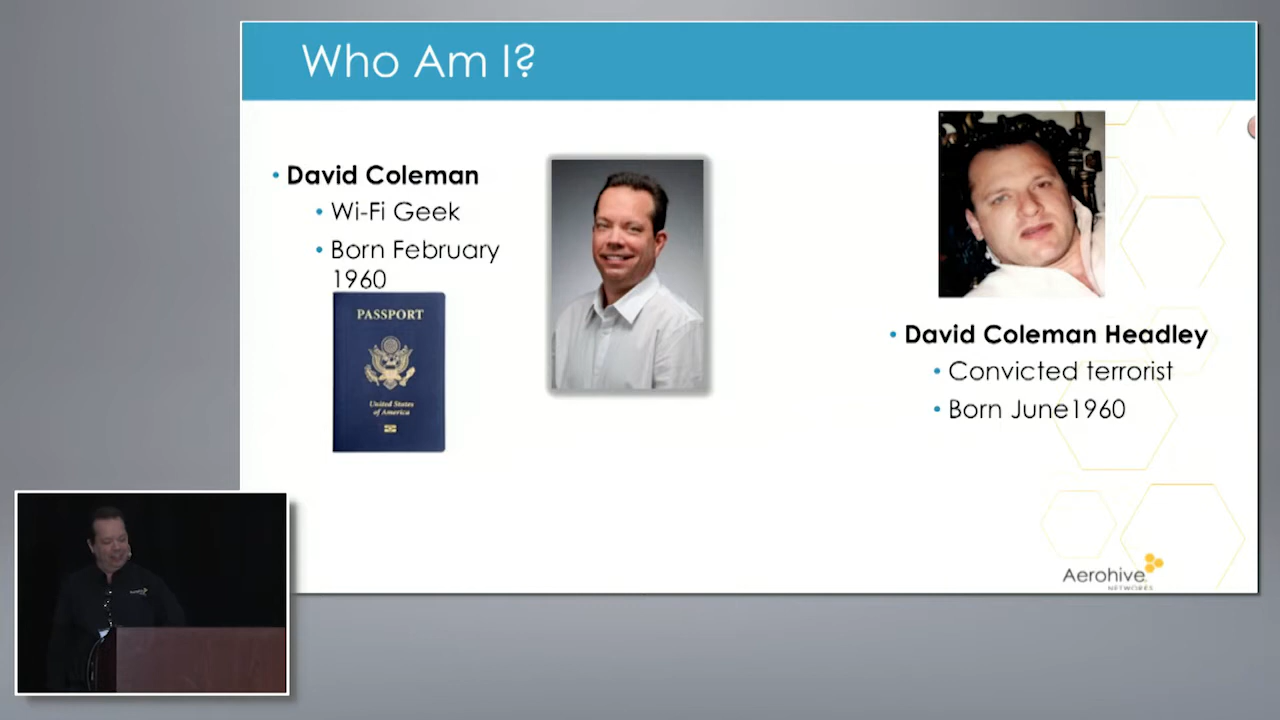 Who Am I?
David Coleman
Wi-Fi Geek
Born February
1960
PASSPORT
United States
of America
David Coleman Headley
Convicted terrorist
Born June1960
Aerohive
NETWORKS